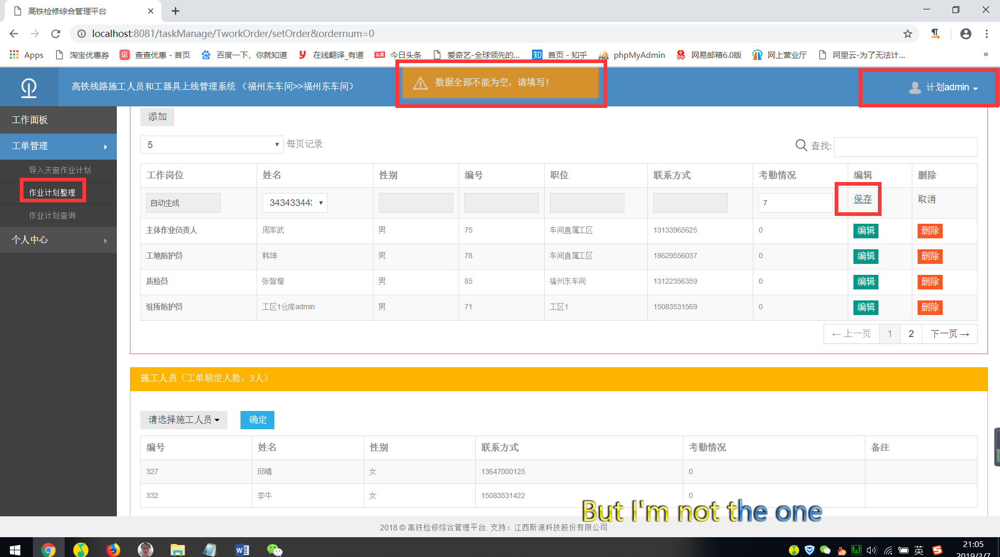 高铁检修综合管理平台
localhost:8081/taskManage/TworkOrder/setOrder&ordernum=0
Apps 淘宝优惠券 查查优惠 - 首页 百度一下，你就知道 在线翻译_有道 今日头条 爱奇艺-全球领先的... 首页 - 知乎 phpMyAdmin 网易邮箱6.0版 网上营业厅 阿里云-为了无法计... »
高铁线路施工人员和工器具上线管理系统 （福州东车间>>福州东车间）
数据全部不能为空，请填写！
计划admin
工作面板
工单管理
导入天窗作业计划
作业计划整理
作业计划查询
个人中心
添加
5 每页记录
查找:
工作岗位 姓名 性别 编号 职位 联系方式 考勤情况 编辑 删除
自动生成 343433443 7 保存 取消
主体作业负责人 周军武 男 75 车间直属工区 13133965625 0 编辑 删除
工地防护员 韩坤 男 78 车间直属工区 18629556037 0 编辑 删除
质检员 张智增 男 85 福州东车间 13122356359 0 编辑 删除
驻所防护员 工区1仓库admin 男 71 工区1 15083531569 0 编辑 删除
← 上一页 1 2 下一页 →
施工人员（工单额定人数：3人）
请选择施工人员 确定
编号 姓名 性别 联系方式 考勤情况 备注
327 邱晴 女 13647000125 0
332 李牛 女 15083531422 0
But I'm not the one
2018 © 高铁检修综合管理平台. 支持：江西斯源科技股份有限公司
英
21:05
2019/3/7